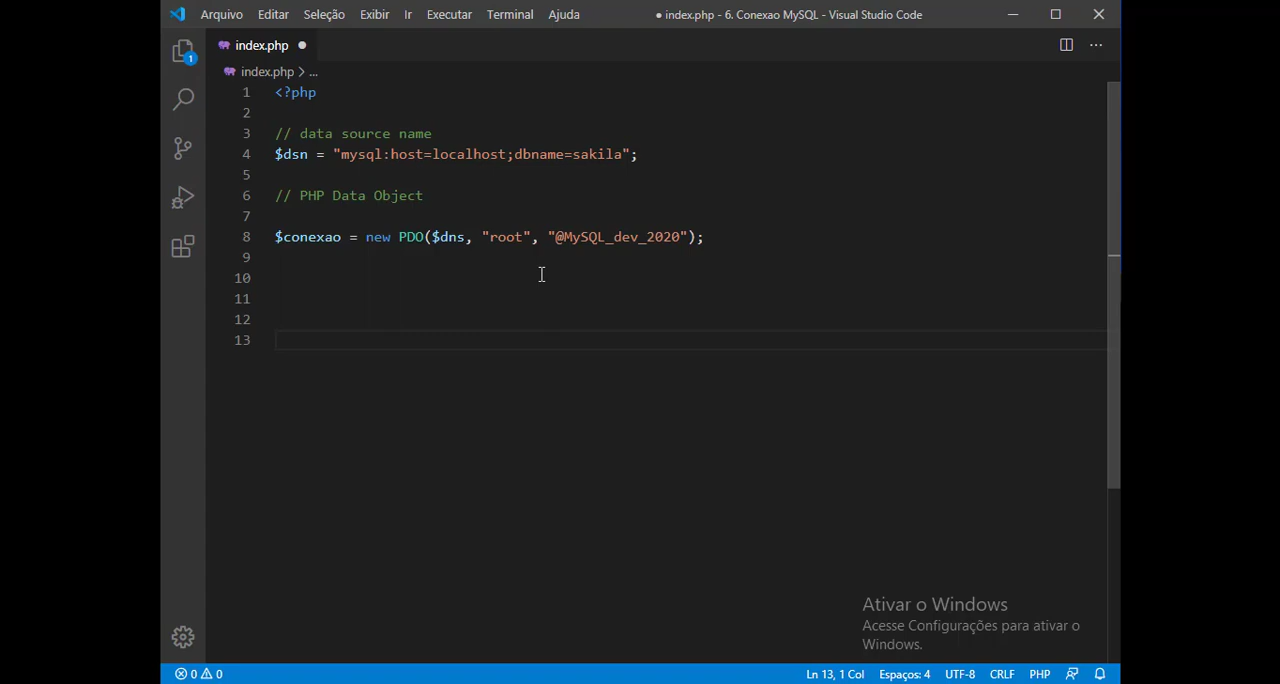 Arquivo Editar Seleção Exibir Ir Executar Terminal Ajuda ● index.php - 6. Conexao MySQL - Visual Studio Code
index.php ●
index.php > ...
1 <?php
2
3 // data source name
4 $dsn = "mysql:host=localhost;dbname=sakila";
5
6 // PHP Data Object
7
8 $conexao = new PDO($dns, "root", "@MySQL_dev_2020");
9
10
11
12
13
1
Ativar o Windows
Acesse Configurações para ativar o
Windows.
0 0 Ln 13, 1 Col Espaços: 4 UTF-8 CRLF PHP